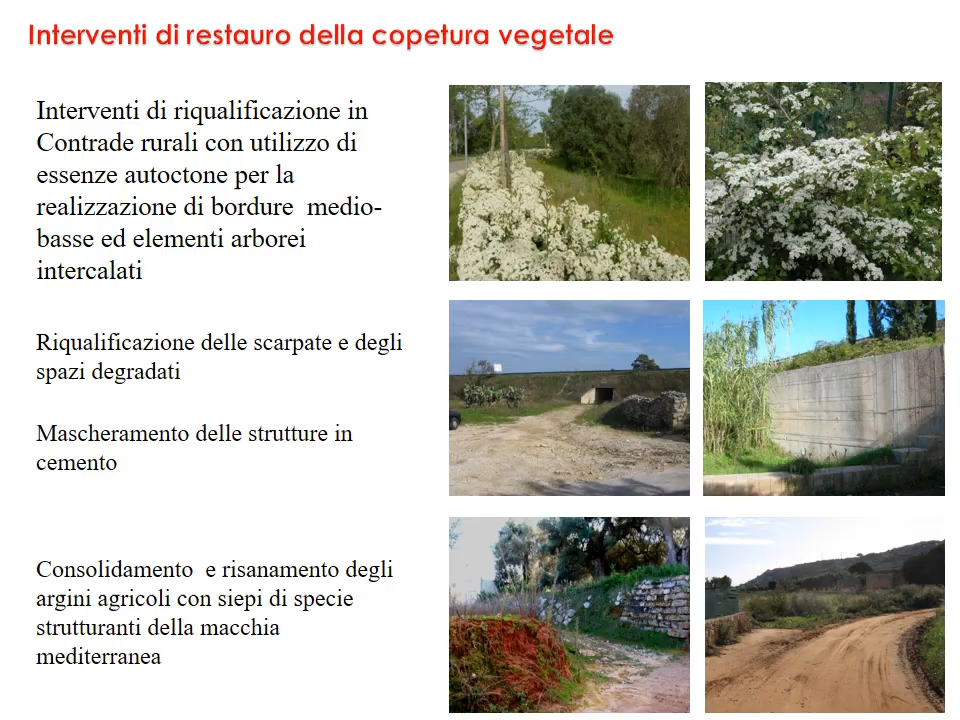 Interventi di restauro della copetura vegetale
Interventi di riqualificazione in
Contrade rurali con utilizzo di
essenze autoctone per la
realizzazione di bordure  medio-
basse ed elementi arborei
intercalati
Riqualificazione delle scarpate e degli
spazi degradati
Mascheramento delle strutture in
cemento
Consolidamento  e risanamento degli
argini agricoli con siepi di specie
strutturanti della macchia
mediterranea